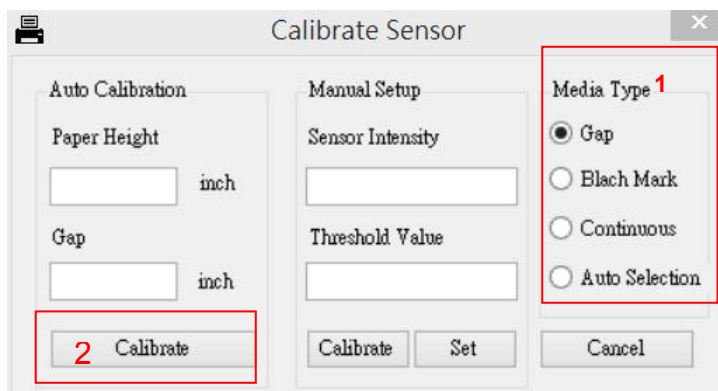 Calibrate Sensor
×
Auto Calibration
Paper Height
inch
Gap
inch
2
Calibrate
Manual Setup
Sensor Intensity
Threshold Value
Calibrate
Set
Media Type 1
Gap
Blach Mark
Continuous
Auto Selection
Cancel